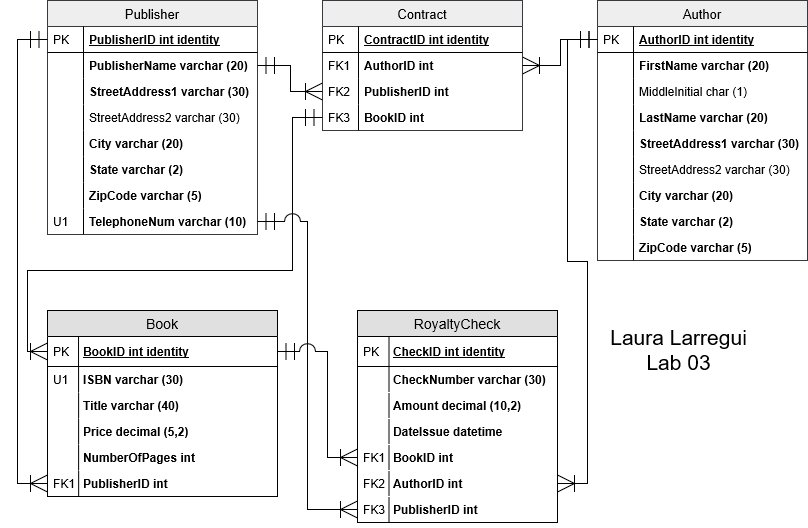 Publisher
PK PublisherID int identity
PublisherName varchar (20)
StreetAddress1 varchar (30)
StreetAddress2 varchar (30)
City varchar (20)
State varchar (2)
ZipCode varchar (5)
U1 TelephoneNum varchar (10)
Contract
PK ContractID int identity
FK1 AuthorID int
FK2 PublisherID int
FK3 BookID int
Author
PK AuthorID int identity
FirstName varchar (20)
MiddleInitial char (1)
LastName varchar (20)
StreetAddress1 varchar (30)
StreetAddress2 varchar (30)
City varchar (20)
State varchar (2)
ZipCode varchar (5)
Book
PK BookID int identity
U1 ISBN varchar (30)
Title varchar (40)
Price decimal (5,2)
NumberOfPages int
FK1 PublisherID int
RoyaltyCheck
PK CheckID int identity
CheckNumber varchar (30)
Amount decimal (10,2)
DateIssue datetime
FK1 BookID int
FK2 AuthorID int
FK3 PublisherID int
Laura Larregui
Lab 03